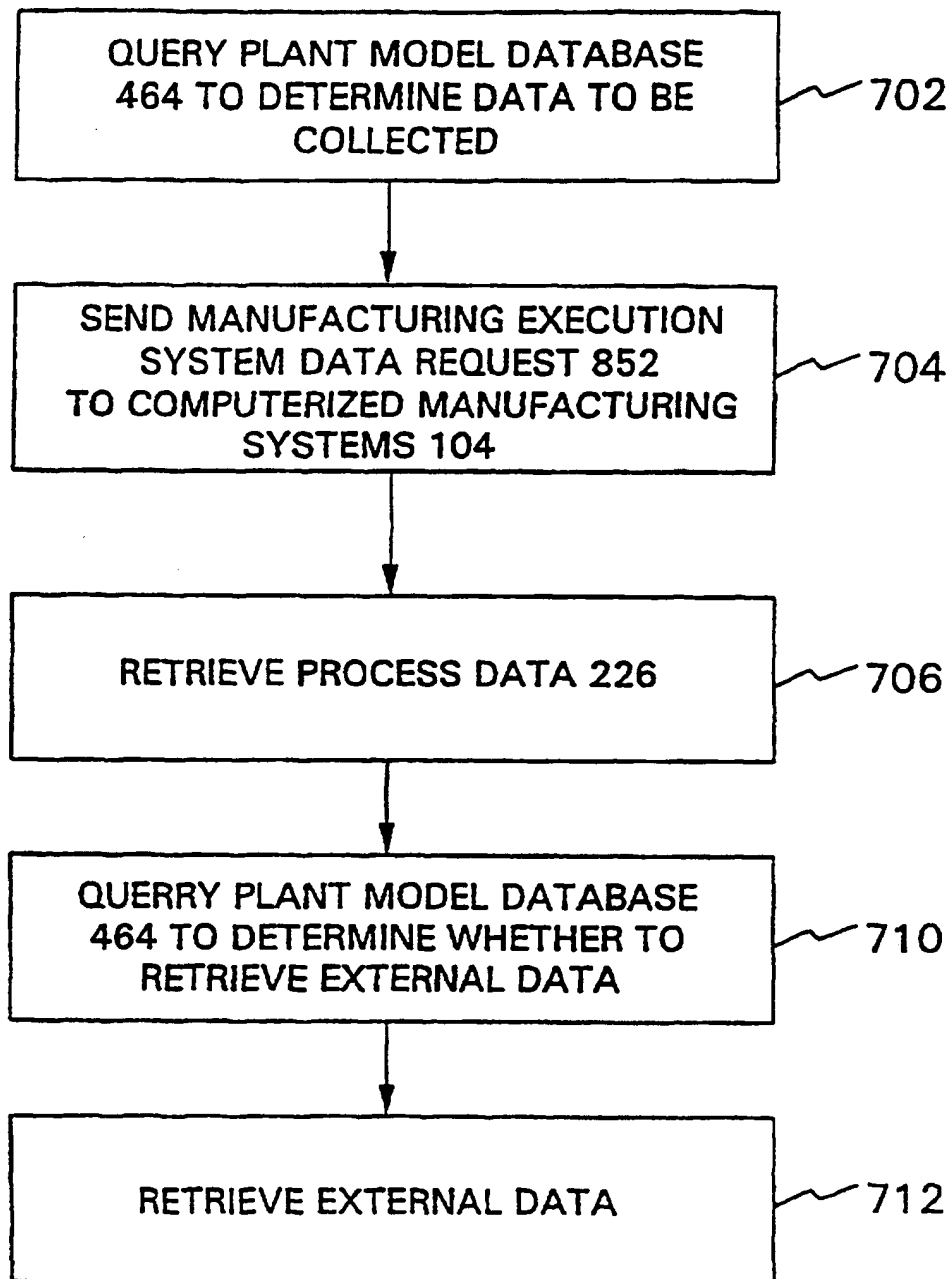 QUERY PLANT MODEL DATABASE
464 TO DETERMINE DATA TO BE
COLLECTED
702
SEND MANUFACTURING EXECUTION
SYSTEM DATA REQUEST 852
TO COMPUTERIZED MANUFACTURING
SYSTEMS 104
704
RETRIEVE PROCESS DATA 226
706
QUERRY PLANT MODEL DATABASE
464 TO DETERMINE WHETHER TO
RETRIEVE EXTERNAL DATA
710
RETRIEVE EXTERNAL DATA
712